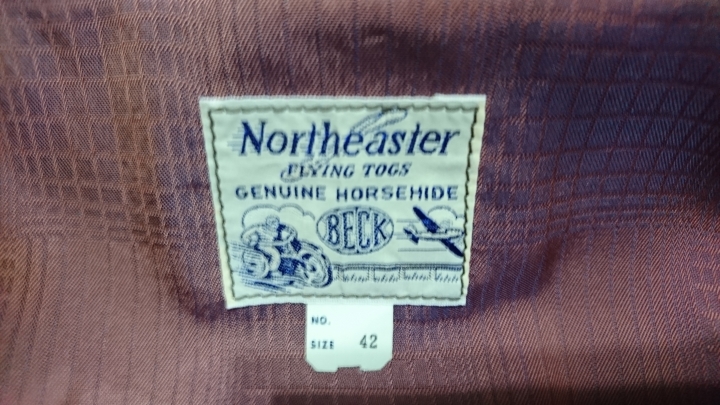 Northeaster
FLYING TOGS
GENUINE HORSEHIDE
BECK
NO.
SIZE 42